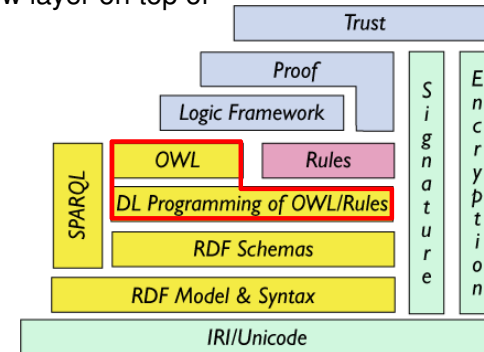 w layer on top of
Trust
Proof
Logic Framework
Signature
Encryption
OWL
Rules
SPARQL
DL Programming of OWL/Rules
RDF Schemas
RDF Model & Syntax
IRI/Unicode